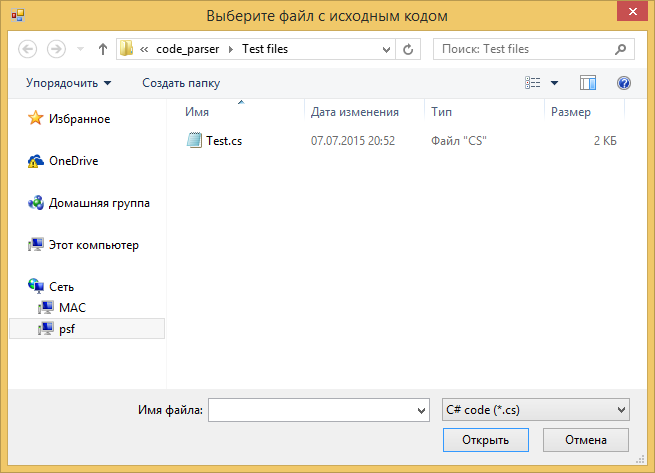 Выберите файл с исходным кодом
« code_parser Test files
Поиск: Test files
Упорядочить Создать папку
Избранное
OneDrive
Домашняя группа
Этот компьютер
Сеть
MAC
psf
Имя Дата изменения Тип Размер
Test.cs 07.07.2015 20:52 Файл "CS" 2 КБ
Имя файла: C# code (*.cs)
Открыть Отмена